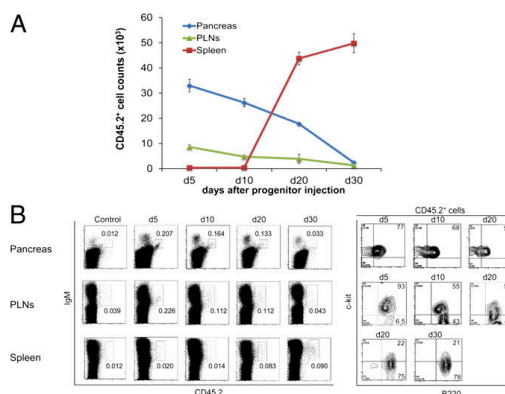 A
CD45.2⁺ cell counts (x10³)
60
50
40
30
20
10
0
Pancreas
PLNs
Spleen
d5 d10 d20 d30
days after progenitor injection
B
Control d5 d10 d20 d30
Pancreas
0.012 0.207 0.164 0.133 0.033
IgM
PLNs
0.039 0.226 0.112 0.112 0.043
Spleen
0.012 0.020 0.014 0.083 0.090
CD45.2
CD45.2⁺ cells
d5 d10 d20
77 68
c-kit
d5 d10 d20
93 55
6.5 43
d20 d30
22 21
75 78
B220